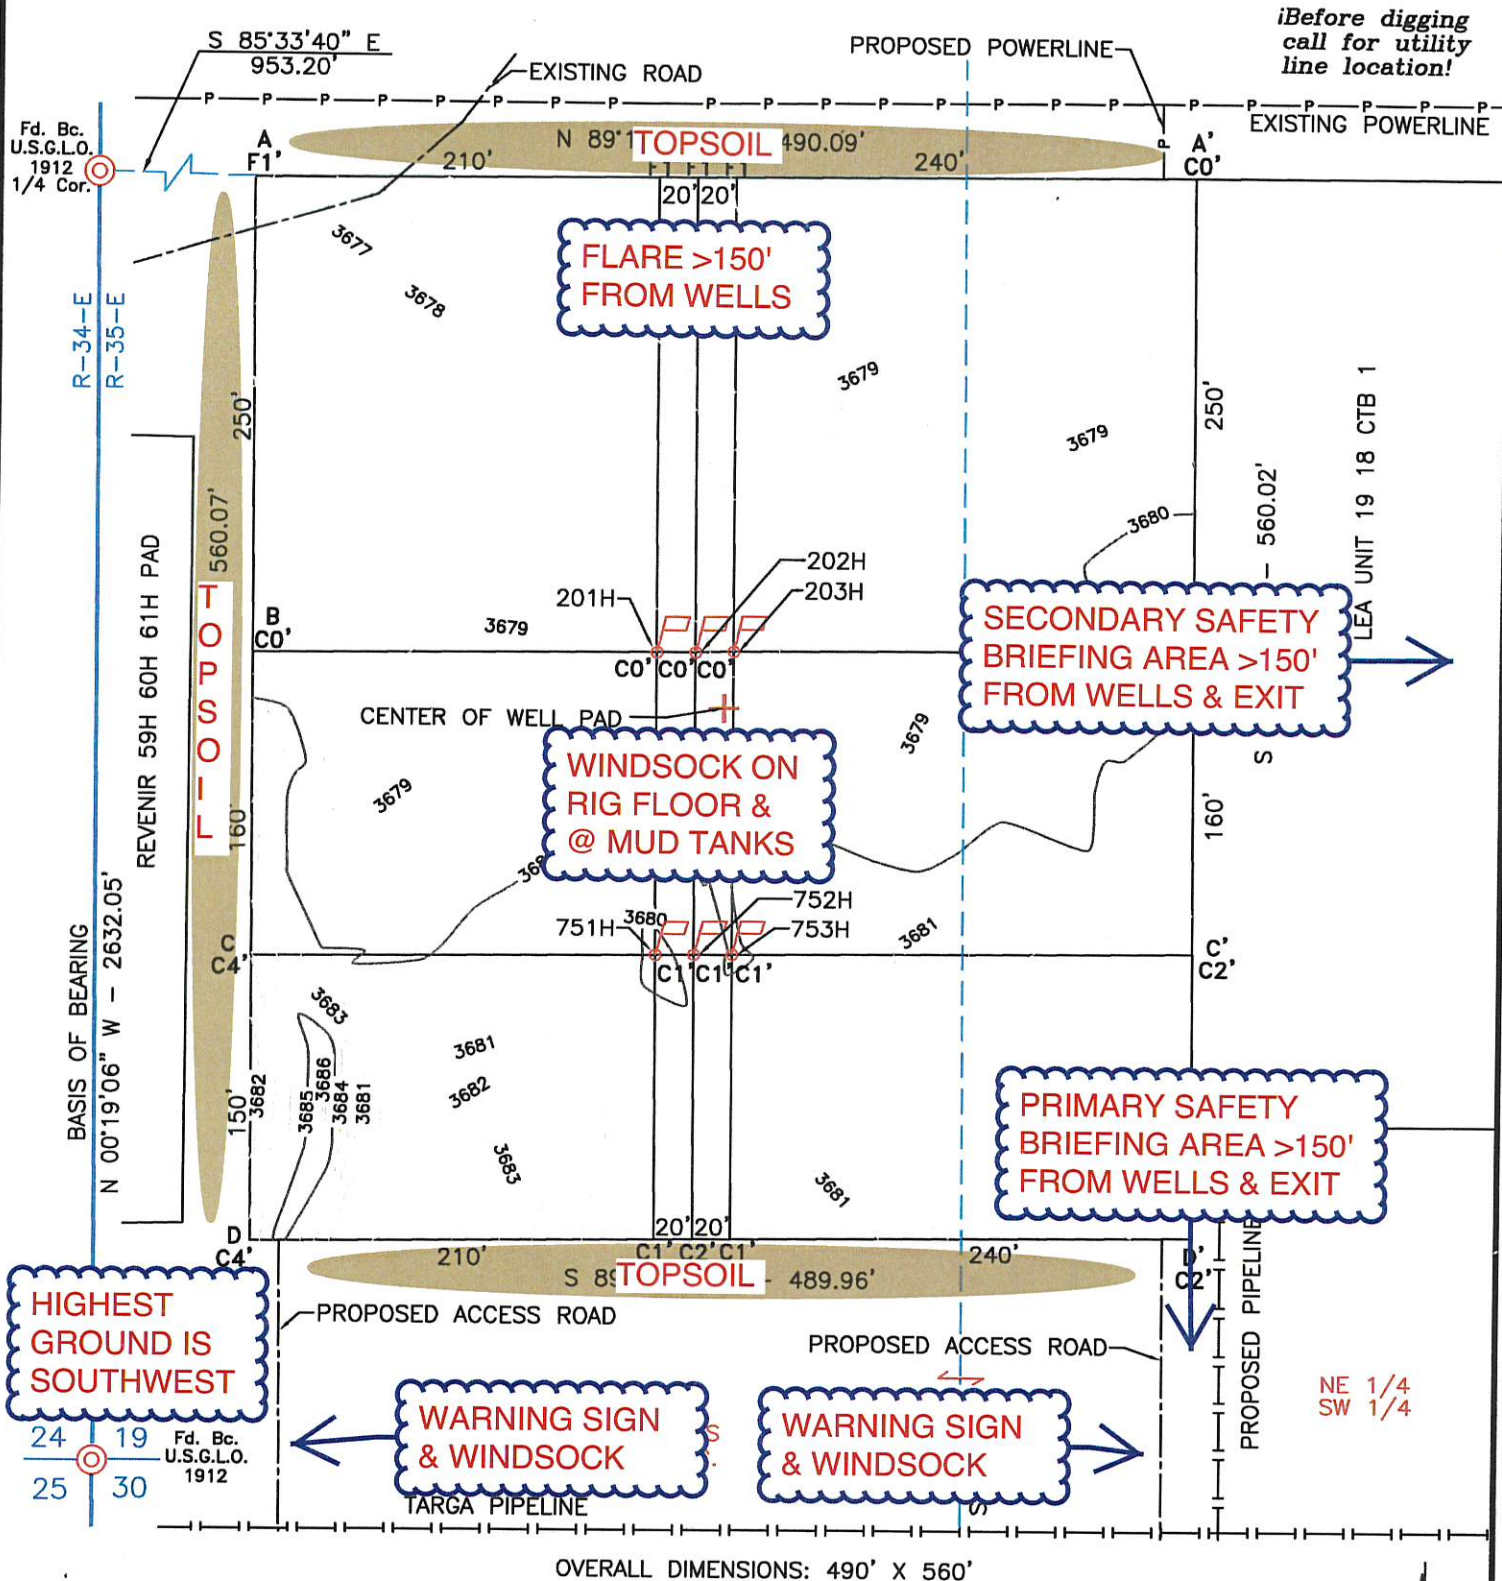 ¡Before digging
call for utility
line location!
S 85°33'40" E
953.20'
EXISTING ROAD
PROPOSED POWERLINE
P P P P P P P P P P P P P P P P P P P P P P
EXISTING POWERLINE
P
Fd. Bc.
U.S.G.L.O.
1912
1/4 Cor.
A
F1'
N 89°1
TOPSOIL
490.09'
210'
240'
F1' F1' F1'
20' 20'
A'
C0'
3677
3678
FLARE >150'
FROM WELLS
3679
3679
R-34-E
R-35-E
250'
250'
560.07'
LEA UNIT 19 18 CTB 1
S
- 560.02'
3680
REVENIR 59H 60H 61H PAD
TOPSOIL
201H
202H
203H
B
C0'
3679
C0' C0' C0'
SECONDARY SAFETY
BRIEFING AREA >150'
FROM WELLS & EXIT
CENTER OF WELL PAD
3679
WINDSOCK ON
RIG FLOOR &
@ MUD TANKS
3679
160'
160'
368
751H
3680
752H
753H
3681
C
C4'
C1' C1' C1'
C'
C2'
BASIS OF BEARING
N 00°19'06" W - 2632.05'
3683
3681
3682
3682
3685
3686
3684
3681
150'
3683
3681
PRIMARY SAFETY
BRIEFING AREA >150'
FROM WELLS & EXIT
D
C4'
20' 20'
C1' C2' C1'
210'
240'
S 89
TOPSOIL
- 489.96'
D'
C2'
PROPOSED PIPELINE
HIGHEST
GROUND IS
SOUTHWEST
PROPOSED ACCESS ROAD
PROPOSED ACCESS ROAD
NE 1/4
SW 1/4
WARNING SIGN
& WINDSOCK
S
WARNING SIGN
& WINDSOCK
24 19
25 30
Fd. Bc.
U.S.G.L.O.
1912
TARGA PIPELINE
S
OVERALL DIMENSIONS: 490' X 560'